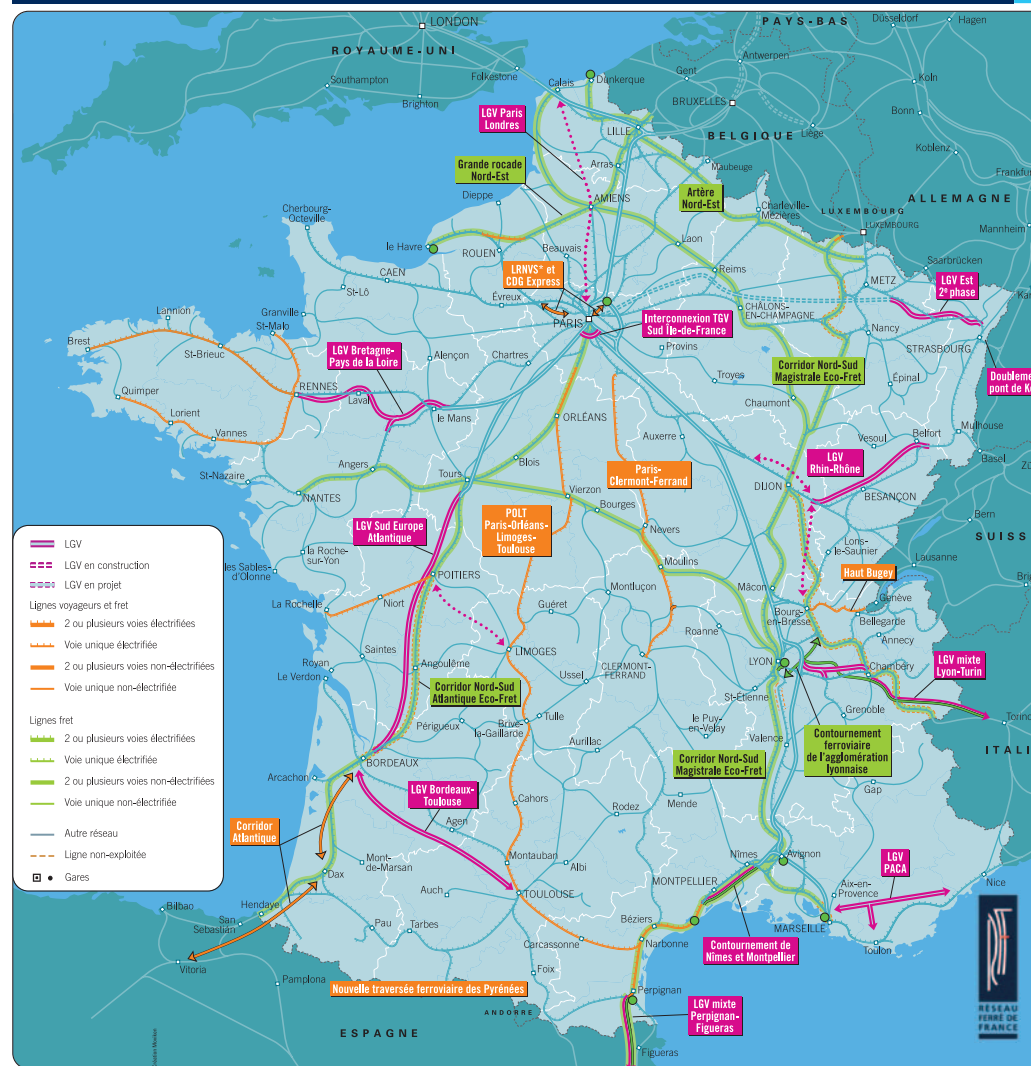 LONDON
PAYS-BAS
Düsseldorf
Hagen
ROYAUME-UNI
Antwerpen
Folkestone
Calais
Dunkerque
Gent
Koln
Southampton
Brighton
BRUXELLES
Bonn
LGV Paris
Londres
LILLE
BELGIQUE
Liège
Koblenz
Arras
Maubeuge
Grande rocade
Nord-Est
Artère
Nord-Est
Frankfu
Dieppe
AMIENS
Charleville-
Mézières
LUXEMBOURG
ALLEMAGNE
Cherbourg-
Octeville
LUXEMBOURG
Mannheim
le Havre
ROUEN
Beauvais
Laon
Saarbrücken
CAEN
LRNVS* et
CDG Express
Reims
METZ
LGV Est
2e phase
St-Lô
Évreux
Lannion
Granville
PARIS
Interconnexion TGV
Sud Île-de-France
CHÂLONS-
EN-CHAMPAGNE
Nancy
STRASBOURG
St-Malo
Brest
St-Brieuc
LGV Bretagne-
Pays de la Loire
Alençon
Chartres
Provins
Troyes
Corridor Nord-Sud
Magistrale Eco-Fret
Épinal
Doubleme
pont de K
Quimper
RENNES
Laval
le Mans
Chaumont
Lorient
ORLÉANS
Vannes
Auxerre
Vesoul
Belfort
Mulhouse
St-Nazaire
Angers
Tours
Blois
Paris-
Clermont-Ferrand
LGV
Rhin-Rhône
Basel
NANTES
Vierzon
DIJON
BESANÇON
Bourges
POLT
Paris-Orléans-
Limoges-
Toulouse
Nevers
Bern
LGV Sud Europe
Atlantique
Lons-
le-Saunier
SUISS
LGV
la Roche-
sur-Yon
Moulins
Lausanne
LGV en construction
les Sables-
d'Olonne
POITIERS
Haut Bugey
LGV en projet
Montluçon
Mâcon
Genève
Lignes voyageurs et fret
La Rochelle
Niort
Guéret
Bourg-
en-Bresse
Bellegarde
2 ou plusieurs voies électrifiées
Roanne
Annecy
Voie unique électrifiée
Saintes
LIMOGES
LYON
2 ou plusieurs voies non-électrifiées
Royan
Angoulême
CLERMONT-
FERRAND
Chambéry
LGV mixte
Lyon-Turin
Voie unique non-électrifiée
Le Verdon
Ussel
St-Étienne
Corridor Nord-Sud
Atlantique Eco-Fret
Lignes fret
Périgueux
Tulle
Brive-
la-Gaillarde
le Puy-
en-Velay
Grenoble
Torino
2 ou plusieurs voies électrifiées
Aurillac
Valence
Contournement
ferroviaire
de l'agglomération
lyonnaise
ITALI
Voie unique électrifiée
BORDEAUX
Corridor Nord-Sud
Magistrale Eco-Fret
2 ou plusieurs voies non-électrifiées
Arcachon
LGV Bordeaux-
Toulouse
Gap
Voie unique non-électrifiée
Cahors
Rodez
Mende
Autre réseau
Corridor
Atlantique
Agen
Ligne non-exploitée
Mont-
de-Marsan
Montauban
Albi
Nîmes
Avignon
LGV
PACA
Gares
Dax
Auch
TOULOUSE
MONTPELLIER
Aix-en-
Provence
Nice
Bilbao
San
Sebastián
Hendaye
Pau
Tarbes
Béziers
MARSEILLE
Toulon
Vitoria
Carcassonne
Narbonne
Contournement de
Nîmes et Montpellier
Pamplona
Foix
Nouvelle traversée ferroviaire des Pyrénées
Perpignan
ANDORRE
LGV mixte
Perpignan-
Figueras
RÉSEAU
FERRÉ DE
FRANCE
ESPAGNE
Figueras